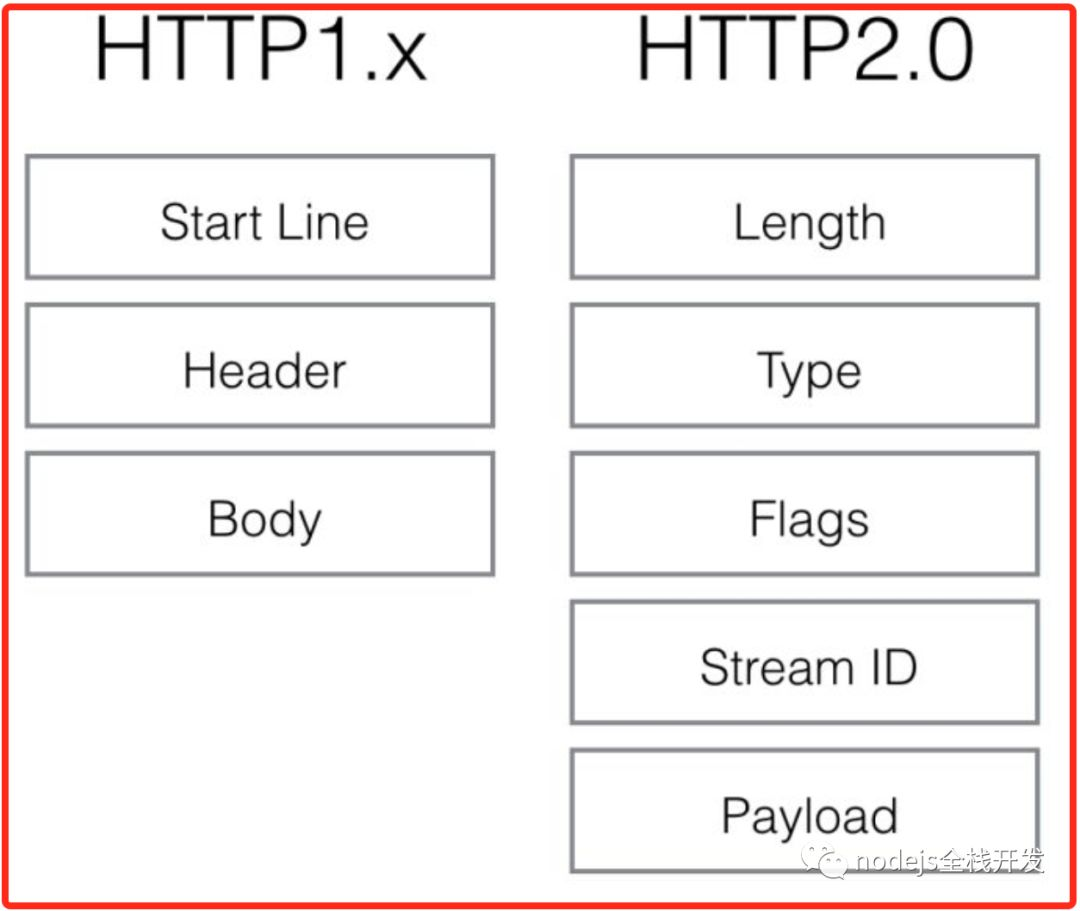 HTTP1.x
HTTP2.0
Start Line
Header
Body
Length
Type
Flags
Stream ID
Payload
nodejs全栈开发